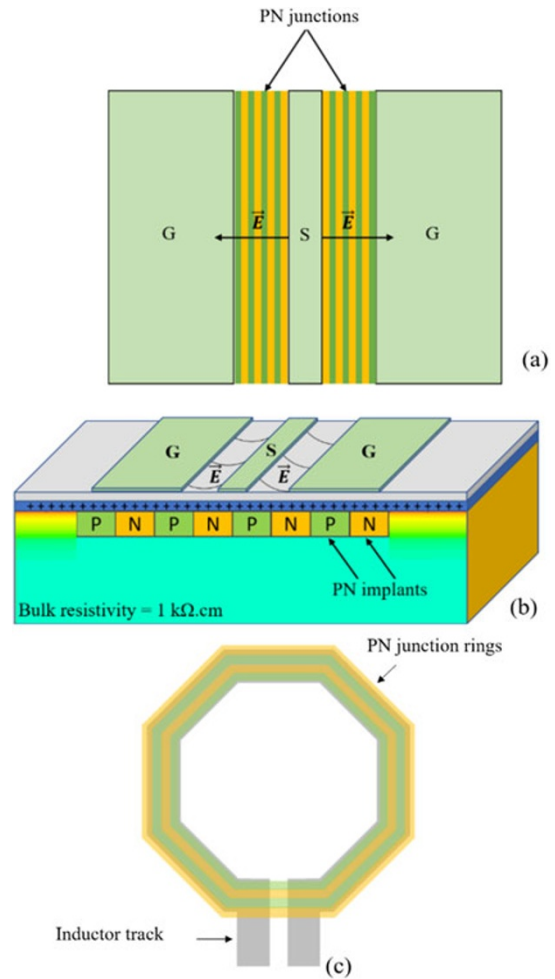 PN junctions
E E
G S G
(a)
G S G
E E
+++++++++++++++++++++++++++++++++++++
P N P N P N P N
PN implants
Bulk resistivity = 1 kΩ.cm
(b)
PN junction rings
Inductor track
(c)